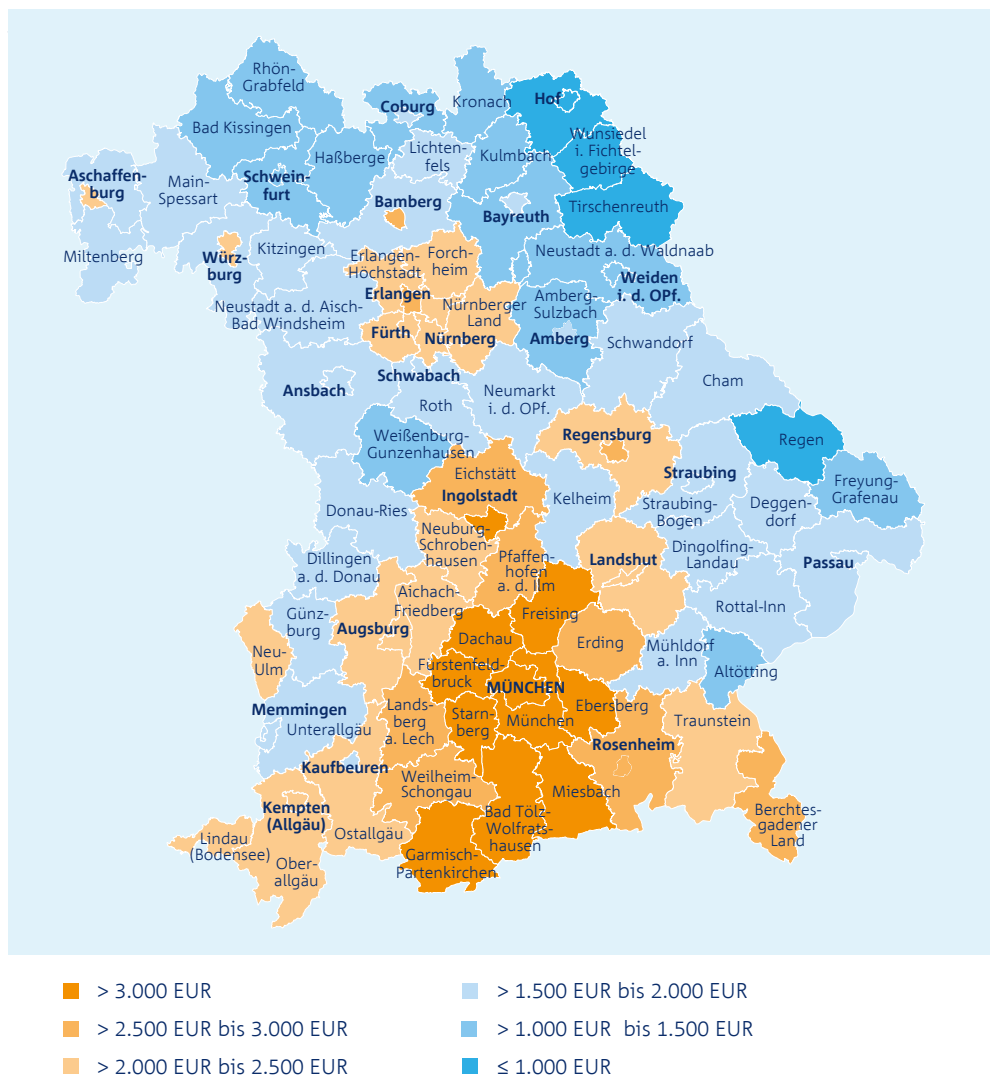 Rhön-
Grabfeld
Coburg
Kronach
Hof
Bad Kissingen
Wunsiedel
i. Fichtel-
gebirge
Haßberge
Lichten-
fels
Kulmbach
Aschaffen-
burg
Main-
Spessart
Schwein-
furt
Bamberg
Bayreuth
Tirschenreuth
Miltenberg
Würz-
burg
Kitzingen
Erlangen-
Höchstadt
Forch-
heim
Neustadt a. d. Waldnaab
Weiden
i. d. OPf.
Erlangen
Neustadt a. d. Aisch-
Bad Windsheim
Nürnberger
Land
Amberg-
Sulzbach
Fürth
Nürnberg
Amberg
Schwandorf
Ansbach
Schwabach
Roth
Neumarkt
i. d. OPf.
Cham
Weißenburg-
Gunzenhausen
Regensburg
Regen
Eichstätt
Ingolstadt
Straubing
Freyung-
Grafenau
Donau-Ries
Kelheim
Straubing-
Bogen
Deggen-
dorf
Neuburg-
Schroben-
hausen
Dillingen
a. d. Donau
Pfaffen-
hofen
a. d. Ilm
Landshut
Dingolfing-
Landau
Passau
Aichach-
Friedberg
Günz-
burg
Augsburg
Freising
Rottal-Inn
Dachau
Erding
Mühldorf
a. Inn
Neu-
Ulm
Fürstenfeld-
bruck
Altötting
MÜNCHEN
Memmingen
Unterallgäu
Lands-
berg
a. Lech
Starn-
berg
München
Ebersberg
Traunstein
Rosenheim
Kaufbeuren
Weilheim-
Schongau
Miesbach
Kempten
(Allgäu)
Bad Tölz-
Wolfrats-
hausen
Berchtes-
gadener
Land
Lindau
(Bodensee)
Ostallgäu
Ober-
allgäu
Garmisch-
Partenkirchen
> 3.000 EUR
> 2.500 EUR bis 3.000 EUR
> 2.000 EUR bis 2.500 EUR
> 1.500 EUR bis 2.000 EUR
> 1.000 EUR bis 1.500 EUR
≤ 1.000 EUR